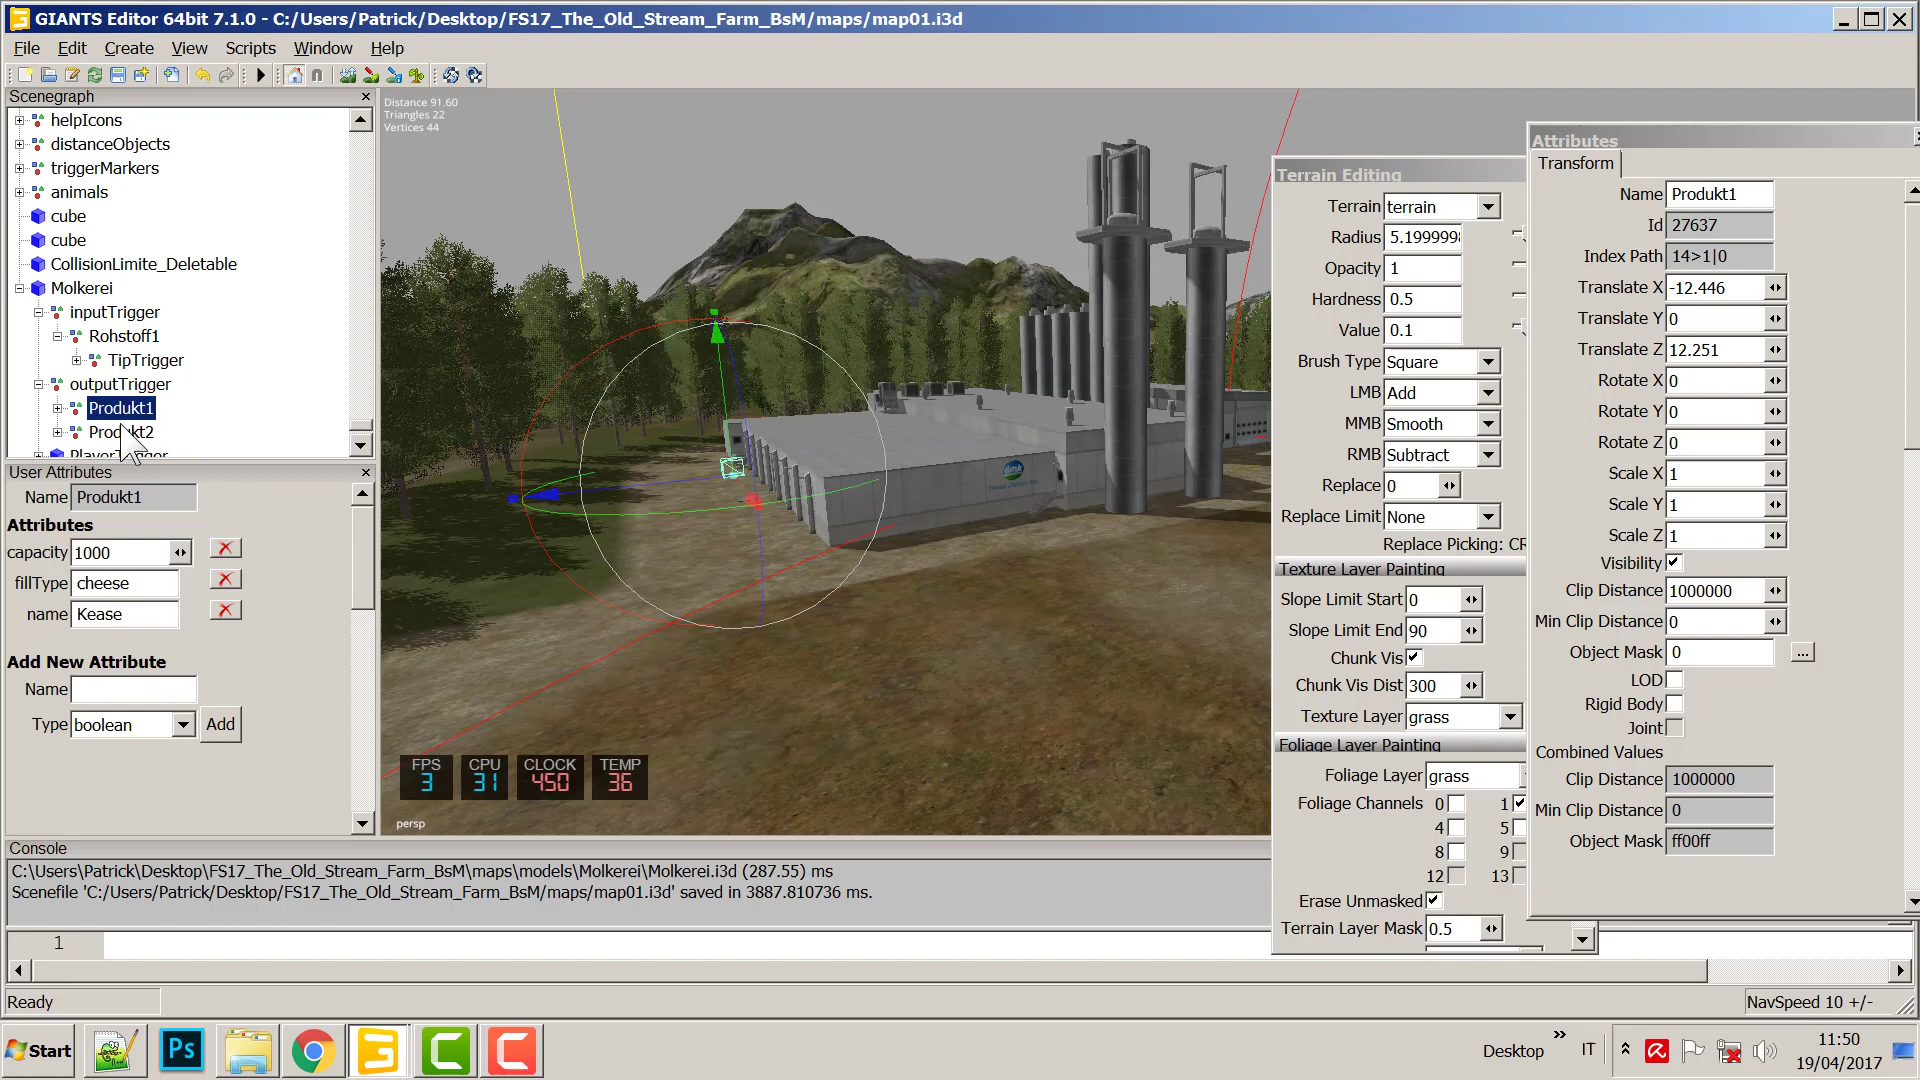 GIANTS Editor 64bit 7.1.0 - C:/Users/Patrick/Desktop/FS17_The_Old_Stream_Farm_BsM/maps/map01.i3d
File Edit Create View Scripts Window Help
Scenegraph
helpIcons
distanceObjects
triggerMarkers
animals
cube
cube
CollisionLimite_Deletable
Molkerei
inputTrigger
Rohstoff1
TipTrigger
outputTrigger
Produkt1
Produkt2
PlayerTrigger
User Attributes
Name Produkt1
Attributes
capacity 1000
fillType cheese
name Kease
Add New Attribute
Name
Type boolean Add
Distance 91.60
Triangles 22
Vertices 44
FPS 3
CPU 31
CLOCK 450
TEMP 36
persp
Terrain Editing
Terrain terrain
Radius 5.1999998
Opacity 1
Hardness 0.5
Value 0.1
Brush Type Square
LMB Add
MMB Smooth
RMB Subtract
Replace 0
Replace Limit None
Replace Picking:
Texture Layer Painting
Slope Limit Start 0
Slope Limit End 90
Chunk Vis
Chunk Vis Dist 300
Texture Layer grass
Foliage Layer Painting
Foliage Layer grass
Foliage Channels 0 1
4 5
8 9
12 13
Erase Unmasked
Terrain Layer Mask 0.5
Attributes
Transform
Name Produkt1
Id 27637
Index Path 14>1|0
Translate X -12.446
Translate Y 0
Translate Z 12.251
Rotate X 0
Rotate Y 0
Rotate Z 0
Scale X 1
Scale Y 1
Scale Z 1
Visibility
Clip Distance 1000000
Min Clip Distance 0
Object Mask 0 ...
LOD
Rigid Body
Joint
Combined Values
Clip Distance 1000000
Min Clip Distance 0
Object Mask ff00ff
Console
C:\Users\Patrick\Desktop\FS17_The_Old_Stream_Farm_BsM\maps\models\Molkerei\Molkerei.i3d (287.55) ms
Scenefile 'C:/Users/Patrick/Desktop/FS17_The_Old_Stream_Farm_BsM/maps/map01.i3d' saved in 3887.810736 ms.
1
Ready
NavSpeed 10 +/-
Start
Ps
Desktop
IT
11:50
19/04/2017